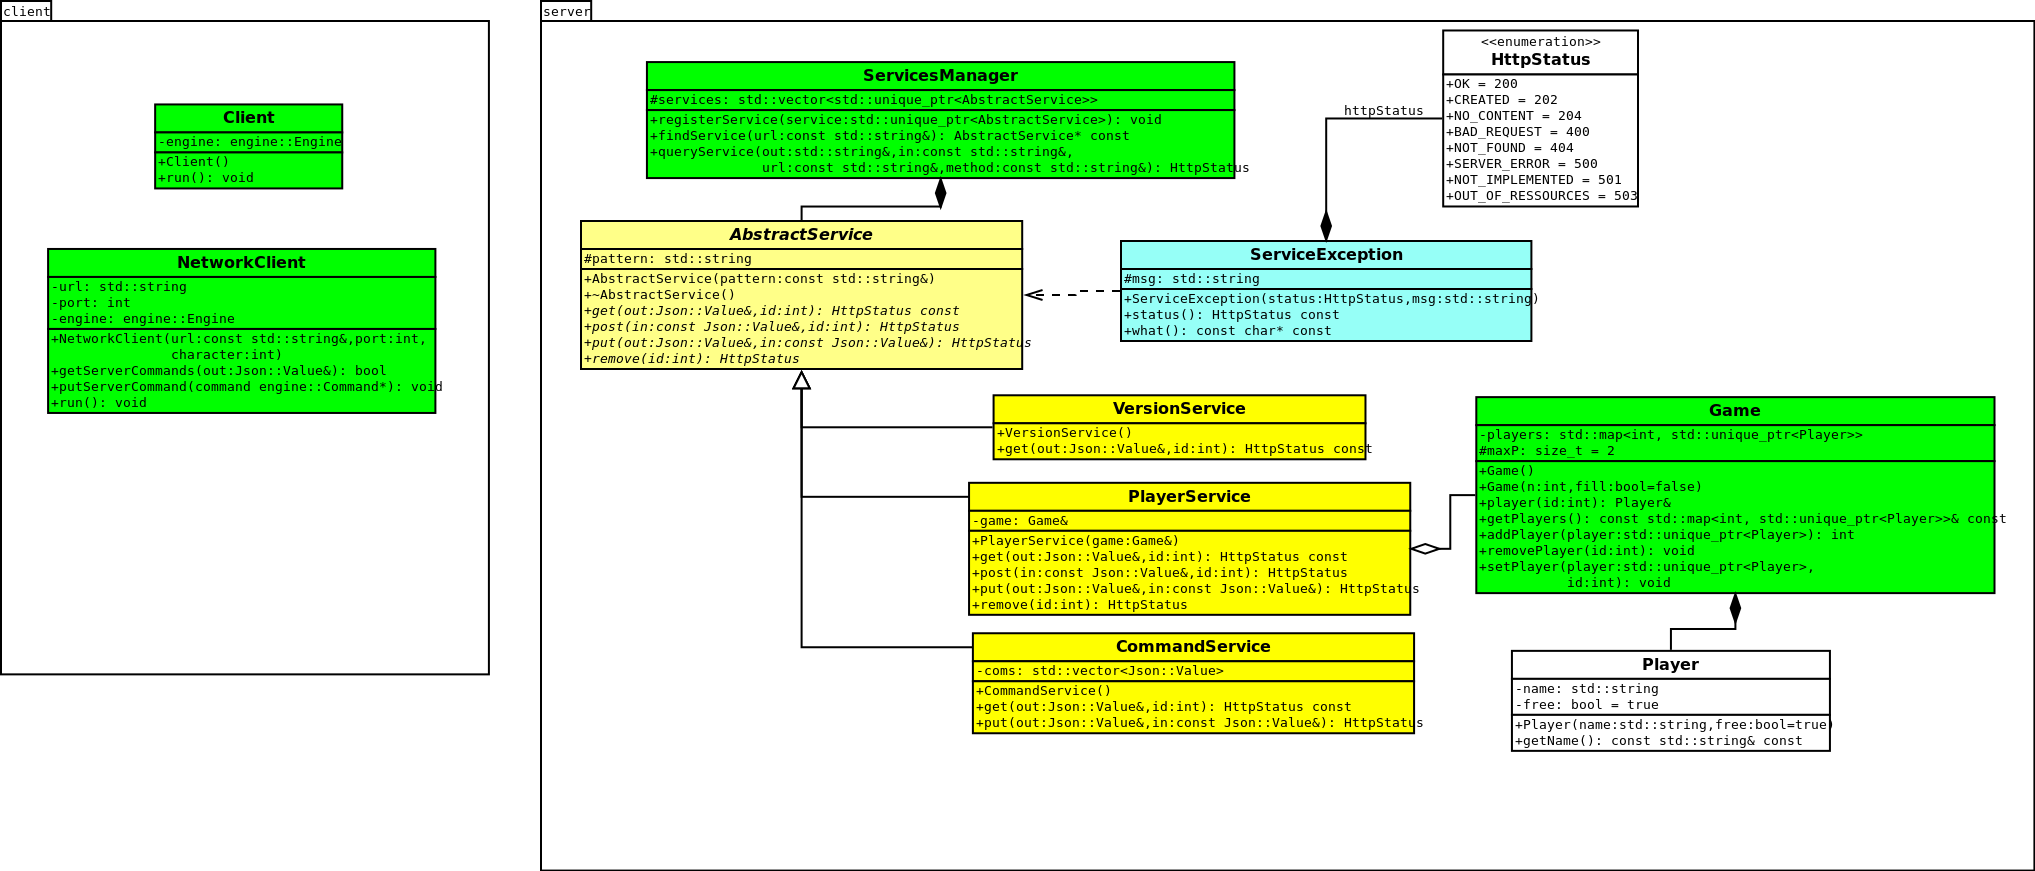 client
Client
-engine: engine::Engine
+Client()
+run(): void
NetworkClient
-url: std::string
-port: int
-engine: engine::Engine
+NetworkClient(url:const std::string&,port:int,
character:int)
+getServerCommands(out:Json::Value&): bool
+putServerCommand(command engine::Command*): void
+run(): void
server
ServicesManager
#services: std::vector<std::unique_ptr<AbstractService>>
+registerService(service:std::unique_ptr<AbstractService>): void
+findService(url:const std::string&): AbstractService* const
+queryService(out:std::string&,in:const std::string&,
url:const std::string&,method:const std::string&): HttpStatus
<<enumeration>>
HttpStatus
+OK = 200
+CREATED = 202
+NO_CONTENT = 204
+BAD_REQUEST = 400
+NOT_FOUND = 404
+SERVER_ERROR = 500
+NOT_IMPLEMENTED = 501
+OUT_OF_RESSOURCES = 503
httpStatus
AbstractService
#pattern: std::string
+AbstractService(pattern:const std::string&)
+~AbstractService()
+get(out:Json::Value&,id:int): HttpStatus const
+post(in:const Json::Value&,id:int): HttpStatus
+put(out:Json::Value&,in:const Json::Value&): HttpStatus
+remove(id:int): HttpStatus
ServiceException
#msg: std::string
+ServiceException(status:HttpStatus,msg:std::string)
+status(): HttpStatus const
+what(): const char* const
VersionService
+VersionService()
+get(out:Json::Value&,id:int): HttpStatus const
PlayerService
-game: Game&
+PlayerService(game:Game&)
+get(out:Json::Value&,id:int): HttpStatus const
+post(in:const Json::Value&,id:int): HttpStatus
+put(out:Json::Value&,in:const Json::Value&): HttpStatus
+remove(id:int): HttpStatus
CommandService
-coms: std::vector<Json::Value>
+CommandService()
+get(out:Json::Value&,id:int): HttpStatus const
+put(out:Json::Value&,in:const Json::Value&): HttpStatus
Game
-players: std::map<int, std::unique_ptr<Player>>
#maxP: size_t = 2
+Game()
+Game(n:int,fill:bool=false)
+player(id:int): Player&
+getPlayers(): const std::map<int, std::unique_ptr<Player>>& const
+addPlayer(player:std::unique_ptr<Player>): int
+removePlayer(id:int): void
+setPlayer(player:std::unique_ptr<Player>,
id:int): void
Player
-name: std::string
-free: bool = true
+Player(name:std::string,free:bool=true)
+getName(): const std::string& const